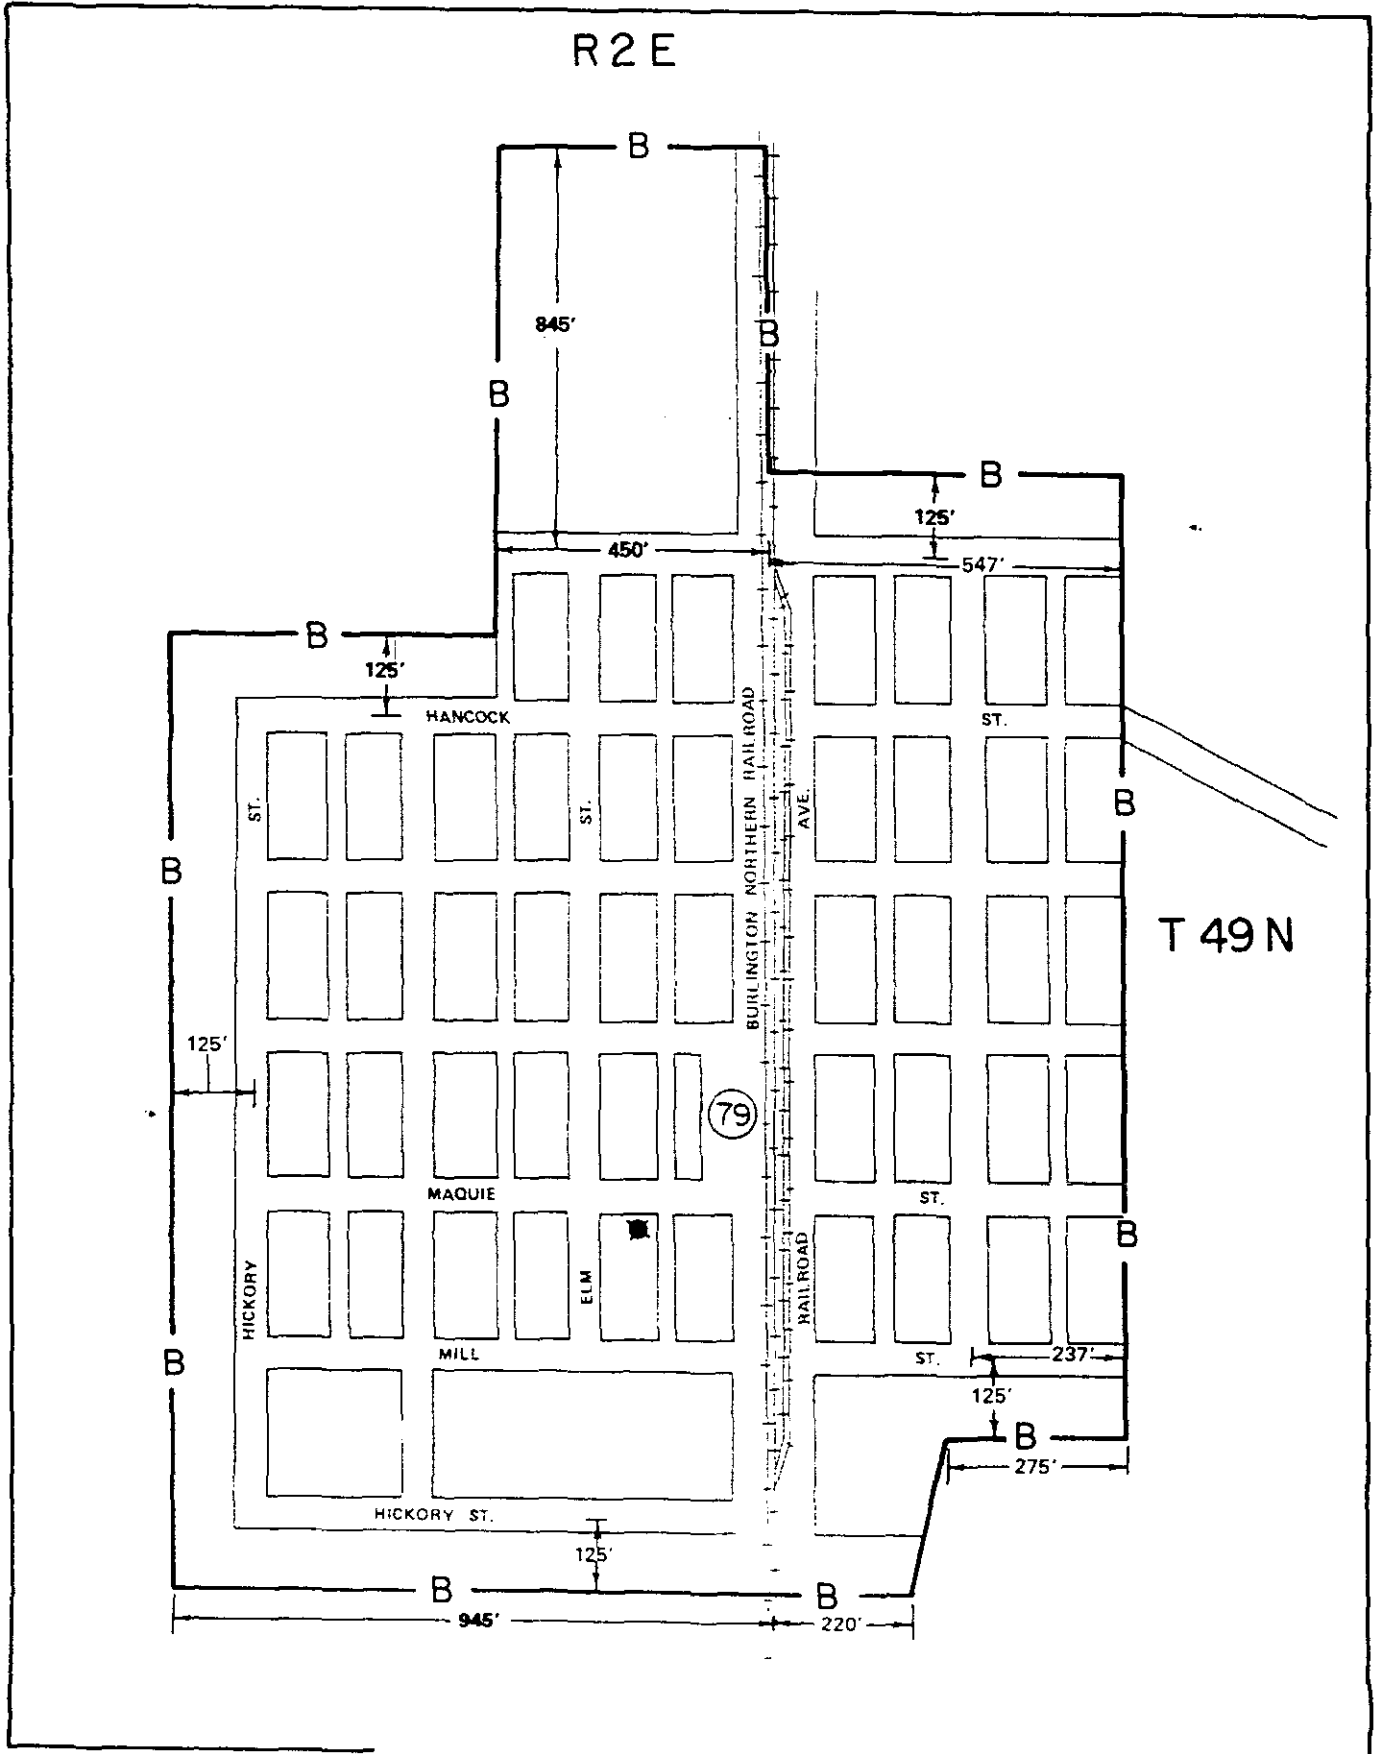 R 2 E
B
845'
B
B
B
125'
450'
547'
B
125'
HANCOCK
ST.
BURLINGTON NORTHERN RAILROAD
ST.
ST.
AVE.
B
B
T 49 N
125'
79
MAQUIE
ST.
B
HICKORY
ELM
RAILROAD
MILL
ST.
237'
B
125'
B
275'
HICKORY ST.
125'
B
B
945'
220'